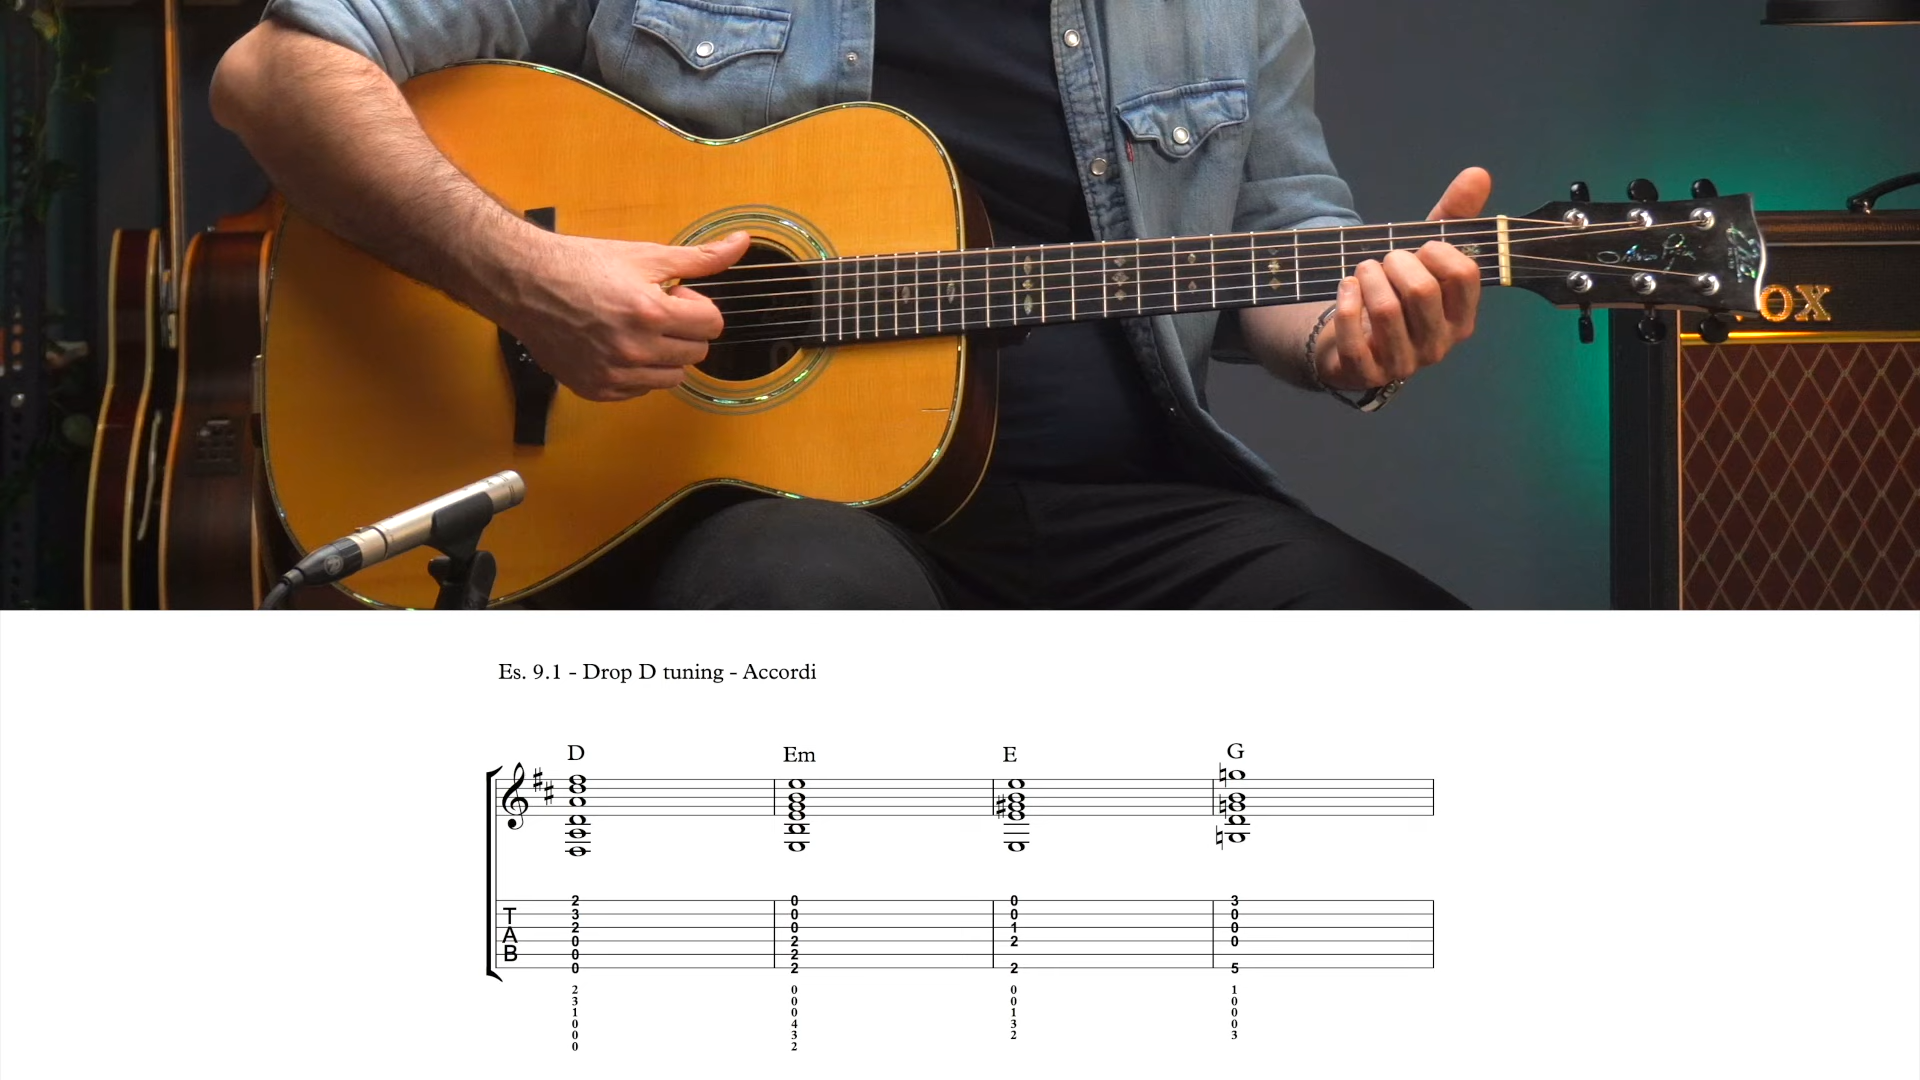 OX
Es. 9.1 - Drop D tuning - Accordi
D Em E G
T
A
B
2 0 0 3
3 0 0 0
2 0 1 0
0 2 2 0
0 2
0 2 2 5
2 0 0 1
3 0 0 0
1 0 1 0
0 4 3 0
0 3 2 3
0 2